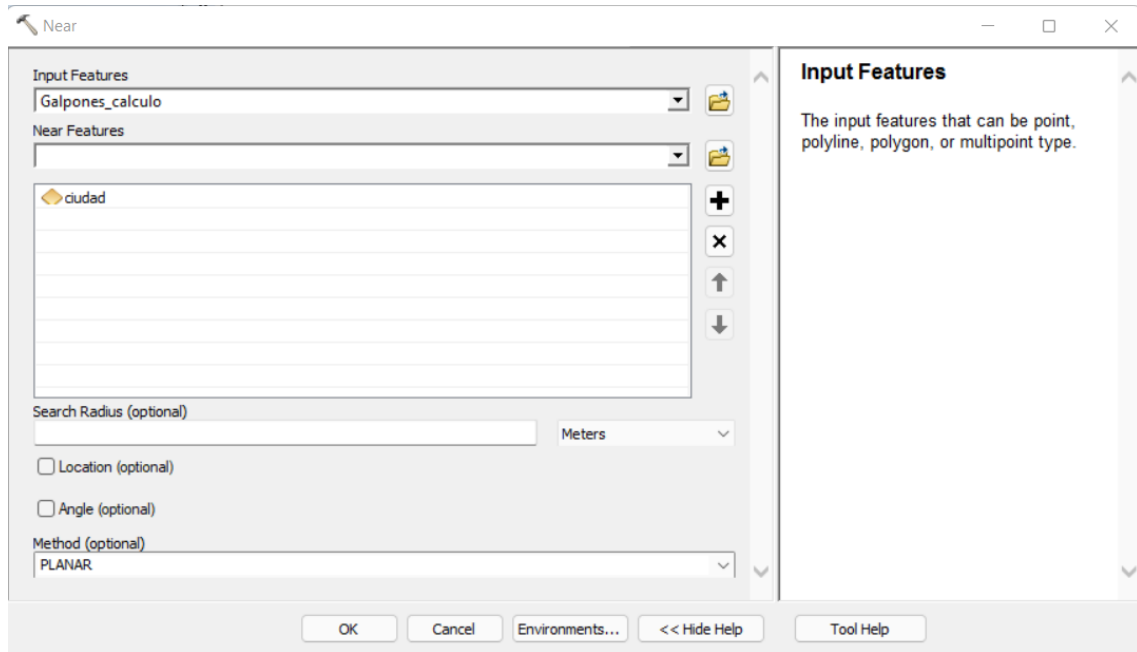 Near
Input Features
Galpones_calculo
Near Features
ciudad
Search Radius (optional)
Meters
Location (optional)
Angle (optional)
Method (optional)
PLANAR
Input Features
The input features that can be point,
polyline, polygon, or multipoint type.
OK
Cancel
Environments...
<< Hide Help
Tool Help